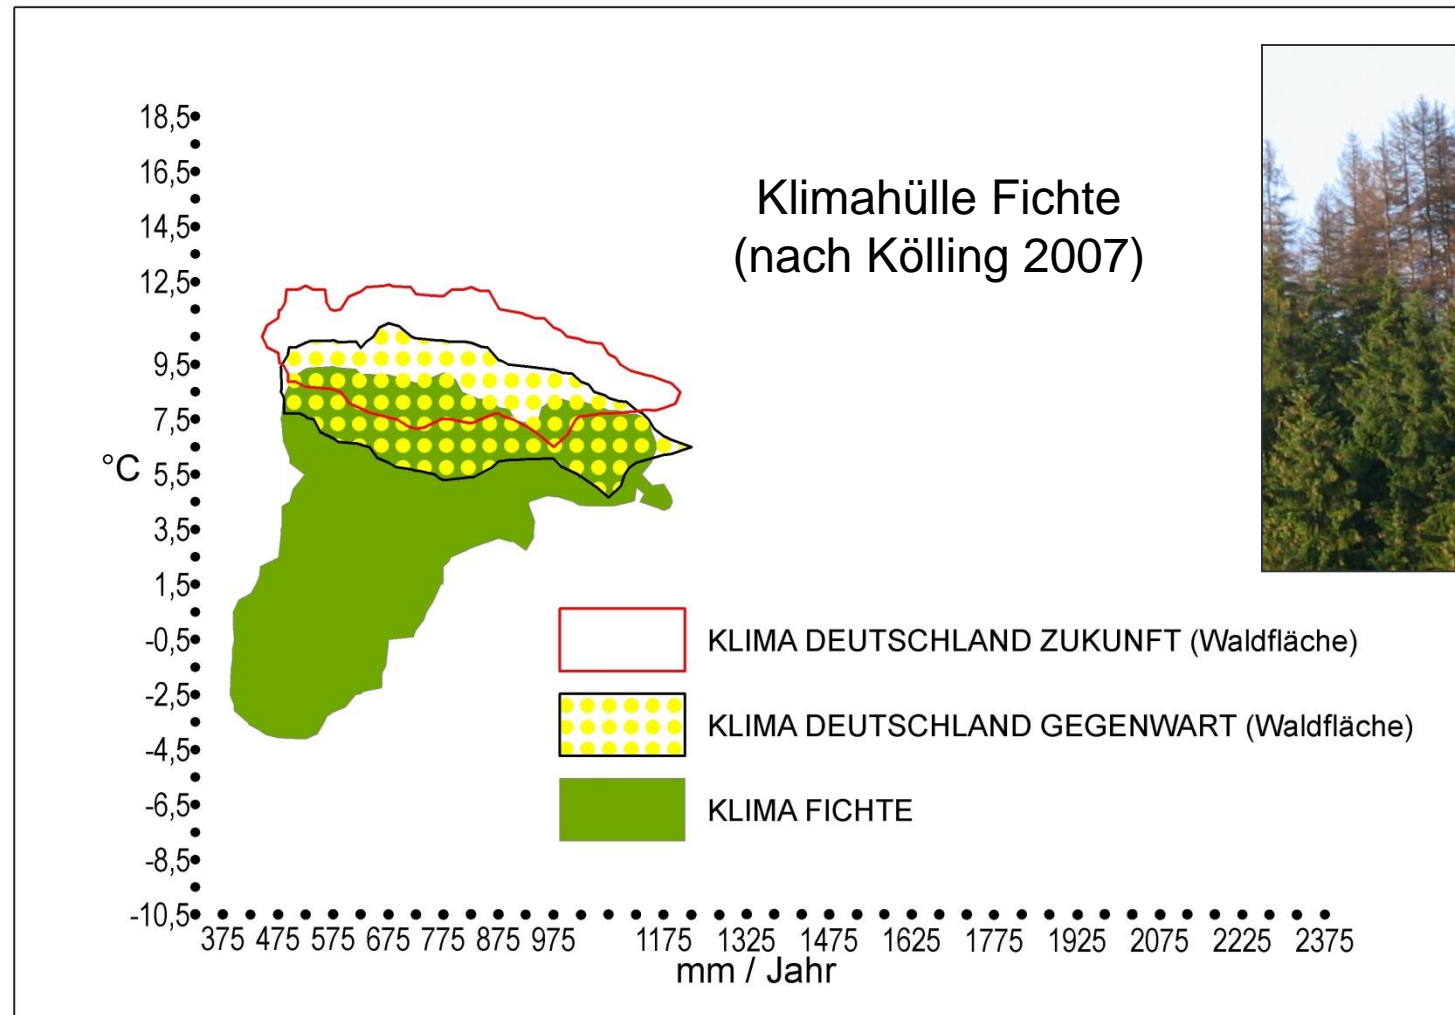 Klimahülle Fichte
(nach Kölling 2007)
18,5
16,5
14,5
12,5
9,5
7,5
°C
5,5
3,5
1,5
-0,5
-2,5
-4,5
-6,5
-8,5
-10,5
KLIMA DEUTSCHLAND ZUKUNFT (Waldfläche)
KLIMA DEUTSCHLAND GEGENWART (Waldfläche)
KLIMA FICHTE
375 475 575 675 775 875 975 1175 1325 1475 1625 1775 1925 2075 2225 2375
mm / Jahr